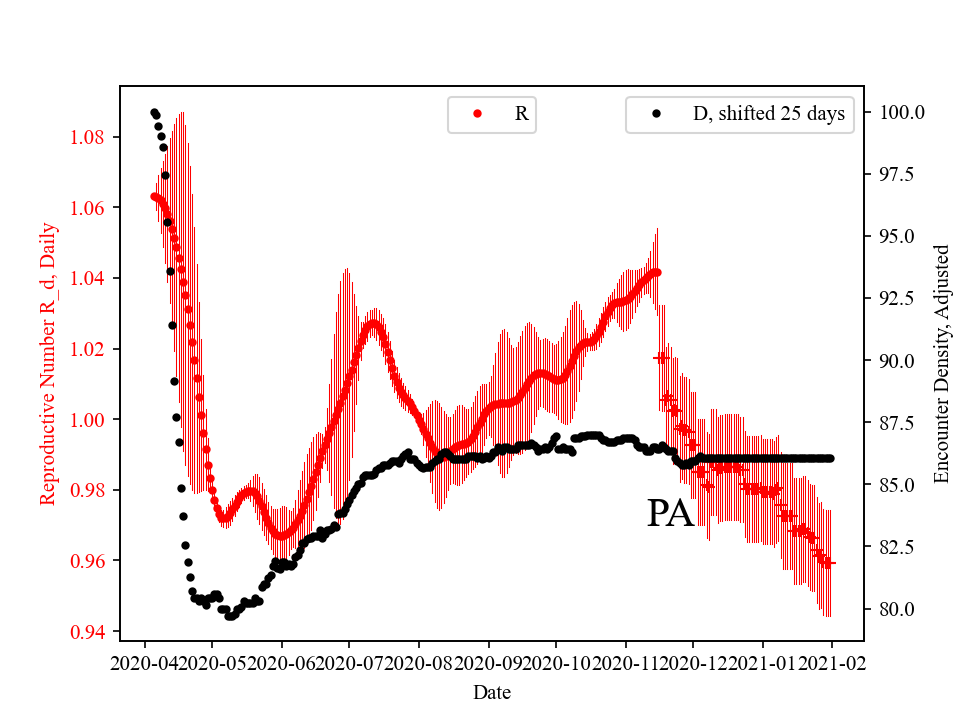 R
D, shifted 25 days
1.08
1.06
1.04
1.02
1.00
0.98
0.96
0.94
Reproductive Number R_d, Daily
100.0
97.5
95.0
92.5
90.0
87.5
85.0
82.5
80.0
Encounter Density, Adjusted
PA
2020-04 2020-05 2020-06 2020-07 2020-08 2020-09 2020-10 2020-11 2020-12 2021-01 2021-02
Date